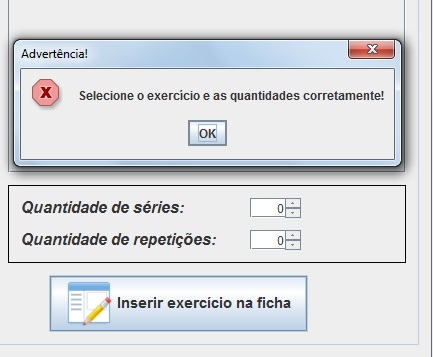 Advertência!
Selecione o exercício e as quantidades corretamente!
OK
Quantidade de séries:
0
Quantidade de repetições:
0
Inserir exercício na ficha